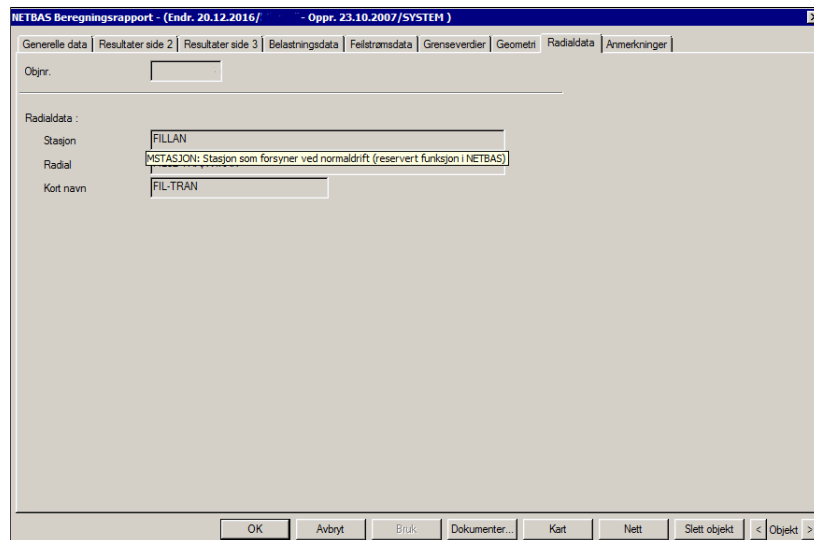 NETBAS Beregningsrapport - (Endr. 20.12.2016/ - Oppr. 23.10.2007/SYSTEM )
Generelle data Resultater side 2 Resultater side 3 Belastningsdata Feilstrømsdata Grenseverdier Geometri Radialdata Anmerkninger
Objnr.
Radialdata :
Stasjon FILLAN
MSTASJON: Stasjon som forsyner ved normaldrift (reservert funksjon i NETBAS)
Radial
Kort navn FIL-TRAN
OK Avbryt Bruk Dokumenter... Kart Nett Slett objekt < Objekt >